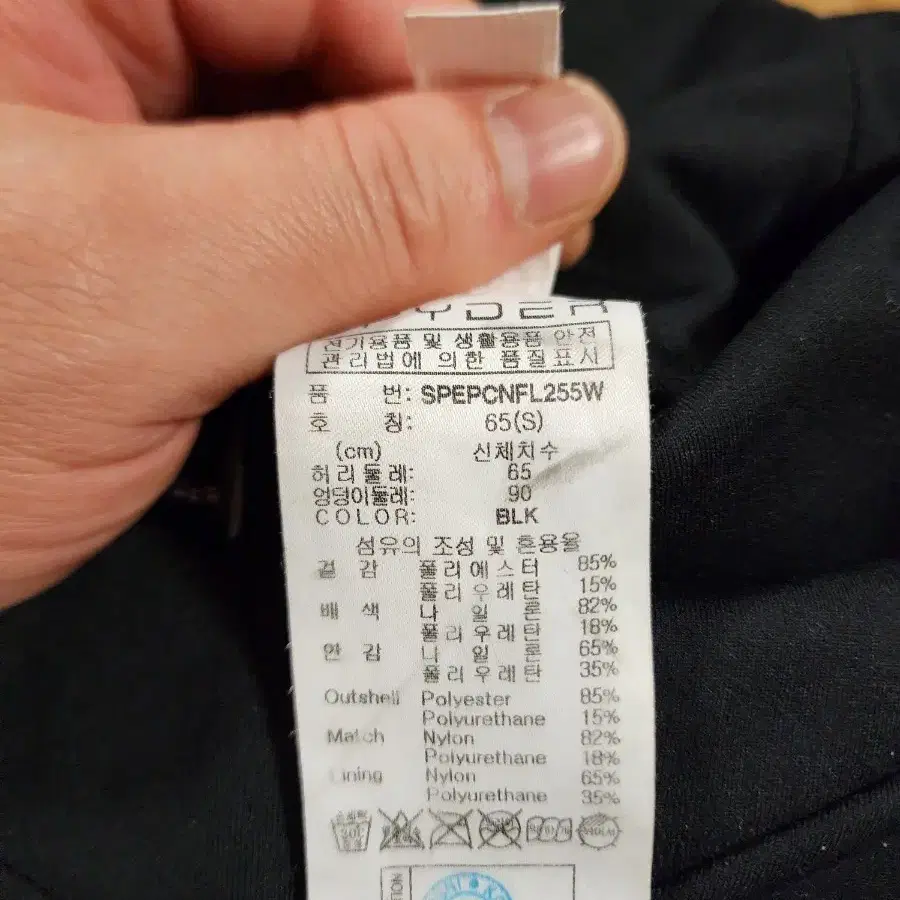 전기용품 및 생활용품 안전
관리법에 의한 품질표시
품 번: SPEPCNFL255W
호 칭: 65(S)
(cm) 신체치수
허리둘레: 65
엉덩이둘레: 90
COLOR: BLK
섬유의 조성 및 혼용율
겉 감 폴리에스터 85%
폴리우레탄 15%
배 색 나 일 론 82%
폴리우레탄 18%
안 감 나 일 론 65%
폴리우레탄 35%
Outshell Polyester 85%
Polyurethane 15%
Match Nylon 82%
Polyurethane 18%
Lining Nylon 65%
Polyurethane 35%